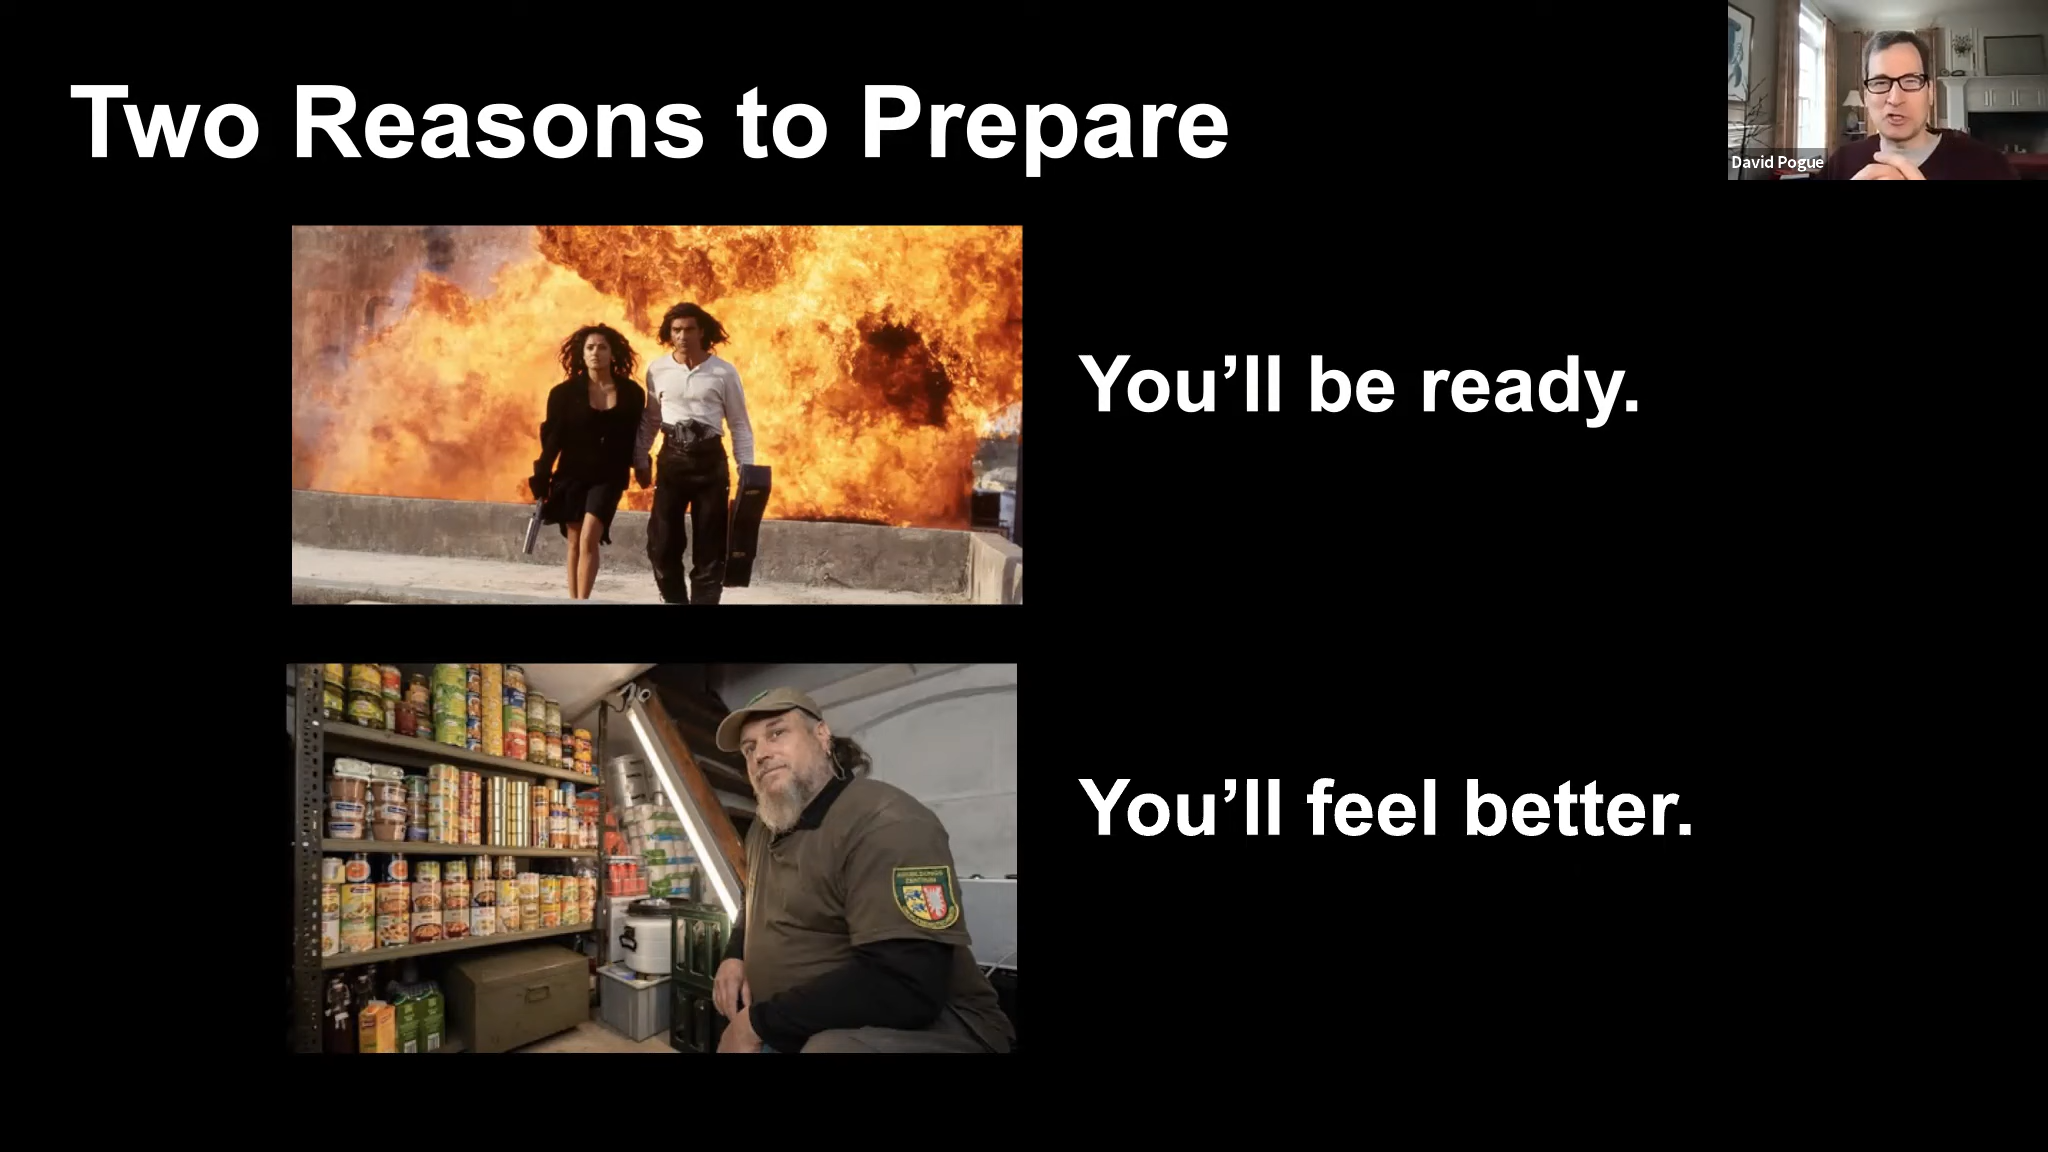 Two Reasons to Prepare
David Pogue
You’ll be ready.
You’ll feel better.